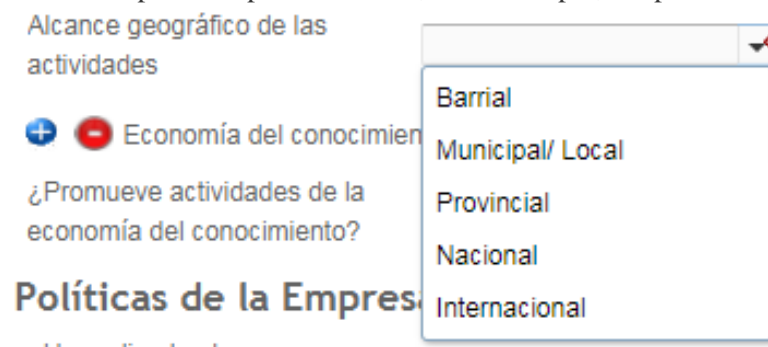 Alcance geográfico de las
actividades
Barrial
Economía del conocimien
Municipal/ Local
¿Promueve actividades de la
economía del conocimiento?
Provincial
Nacional
Políticas de la Empresa
Internacional